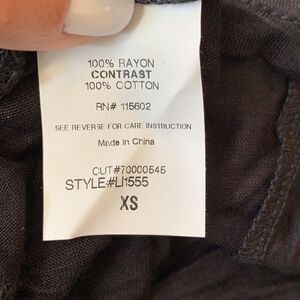 100% RAYON
CONTRAST
100% COTTON
RN# 115602
SEE REVERSE FOR CARE INSTRUCTION
Made in China
CUT#70000545
STYLE#LI1555
XS